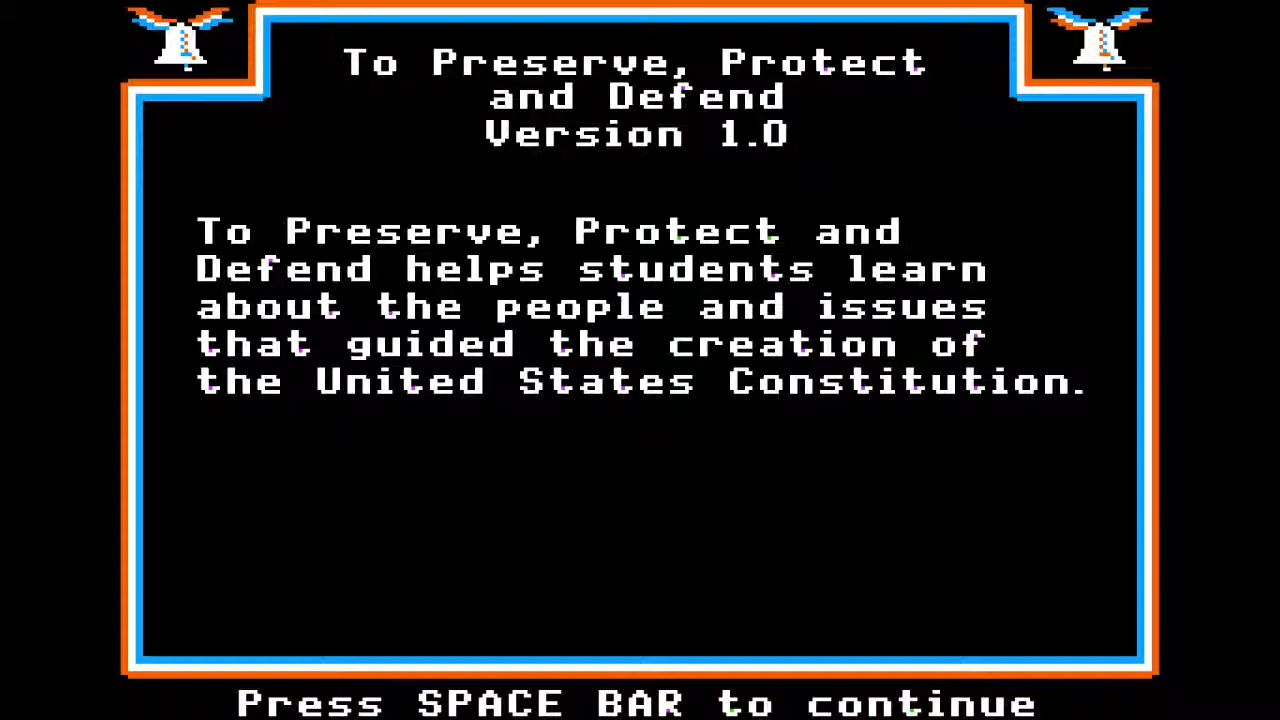 To Preserve, Protect
and Defend
Version 1.0
To Preserve, Protect and
Defend helps students learn
about the people and issues
that guided the creation of
the United States Constitution.
Press SPACE BAR to continue